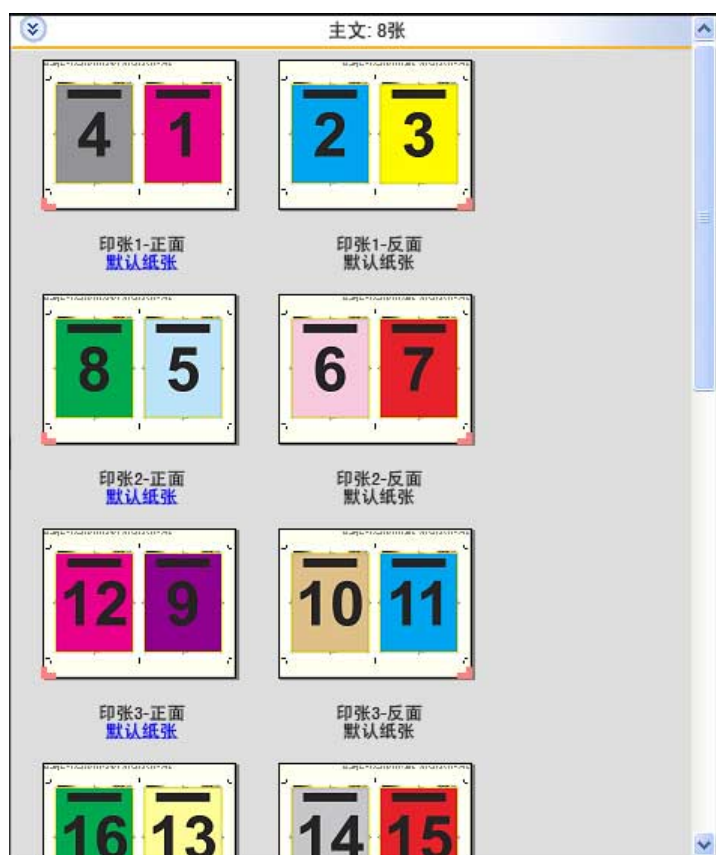 主文: 8张
4 1
2 3
印张1-正面
默认纸张
印张1-反面
默认纸张
8 5
6 7
印张2-正面
默认纸张
印张2-反面
默认纸张
12 9
10 11
印张3-正面
默认纸张
印张3-反面
默认纸张
16 13
14 15